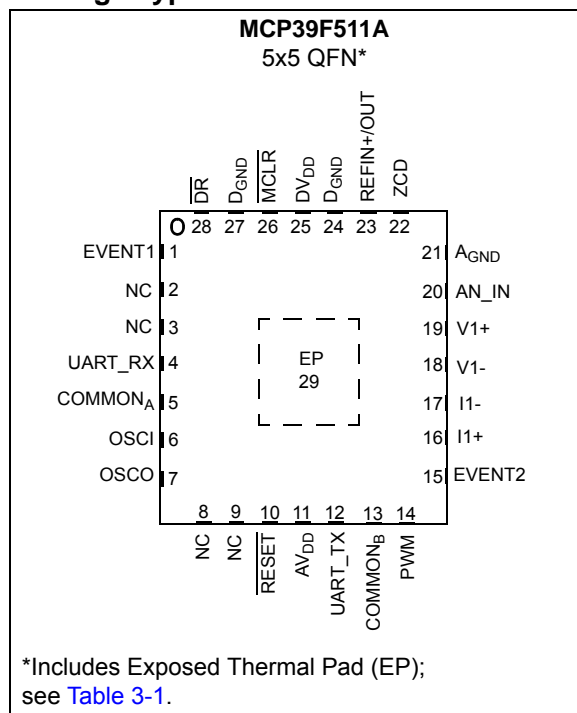 MCP39F511A
5x5 QFN*
DR
DGND
MCLR
DVDD
DGND
REFIN+/OUT
ZCD
28 27 26 25 24 23 22
EVENT1 1
NC 2
NC 3
UART_RX 4
COMMONA 5
OSCI 6
OSCO 7
21 AGND
20 AN_IN
19 V1+
18 V1-
17 I1-
16 I1+
15 EVENT2
EP
29
8 9 10 11 12 13 14
NC
NC
RESET
AVDD
UART_TX
COMMONB
PWM
*Includes Exposed Thermal Pad (EP);
see Table 3-1.